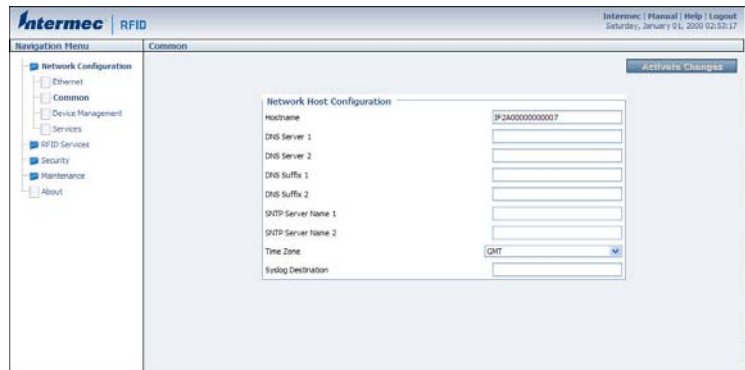 Intermec | RFID
Intermec | Manual | Help | Logout
Saturday, January 01, 2000 02:53:17
Navigation Menu
Common
Network Configuration
Ethernet
Common
Device Management
Services
RFID Services
Security
Maintenance
About
Activate Changes
Network Host Configuration
Hostname
IF2A00000000007
DNS Server 1
DNS Server 2
DNS Suffix 1
DNS Suffix 2
SNTP Server Name 1
SNTP Server Name 2
Time Zone
GMT
Syslog Destination